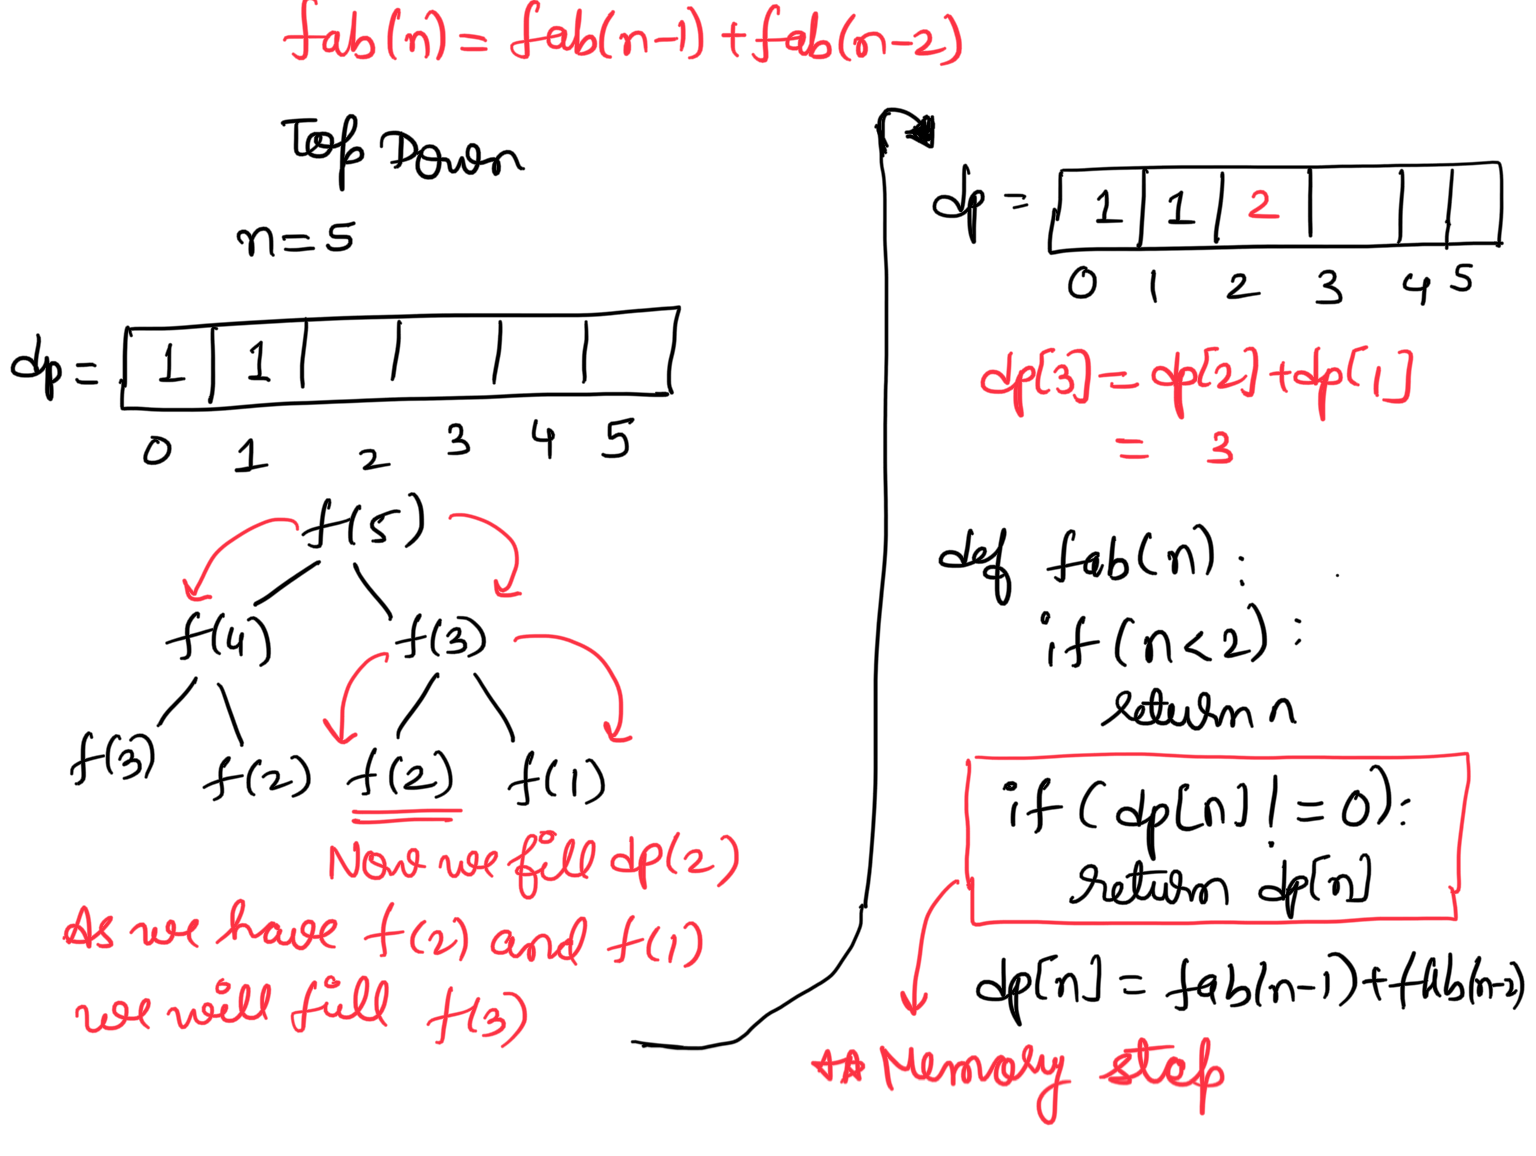 fab(n) = fab(n-1) + fab(n-2)
Top Down
n = 5
dp = 1 1
0 1 2 3 4 5
f(5)
f(4) f(3)
f(3) f(2) f(2) f(1)
Now we fill dp(2)
As we have f(2) and f(1)
we will full f(3)
dp = 1 1 2
0 1 2 3 4 5
dp[3] = dp[2] + dp[1]
= 3
def fab(n):
if (n < 2):
return n
if (dp[n] != 0):
return dp[n]
dp[n] = fab(n-1) + fab(n-2)
** Memory step